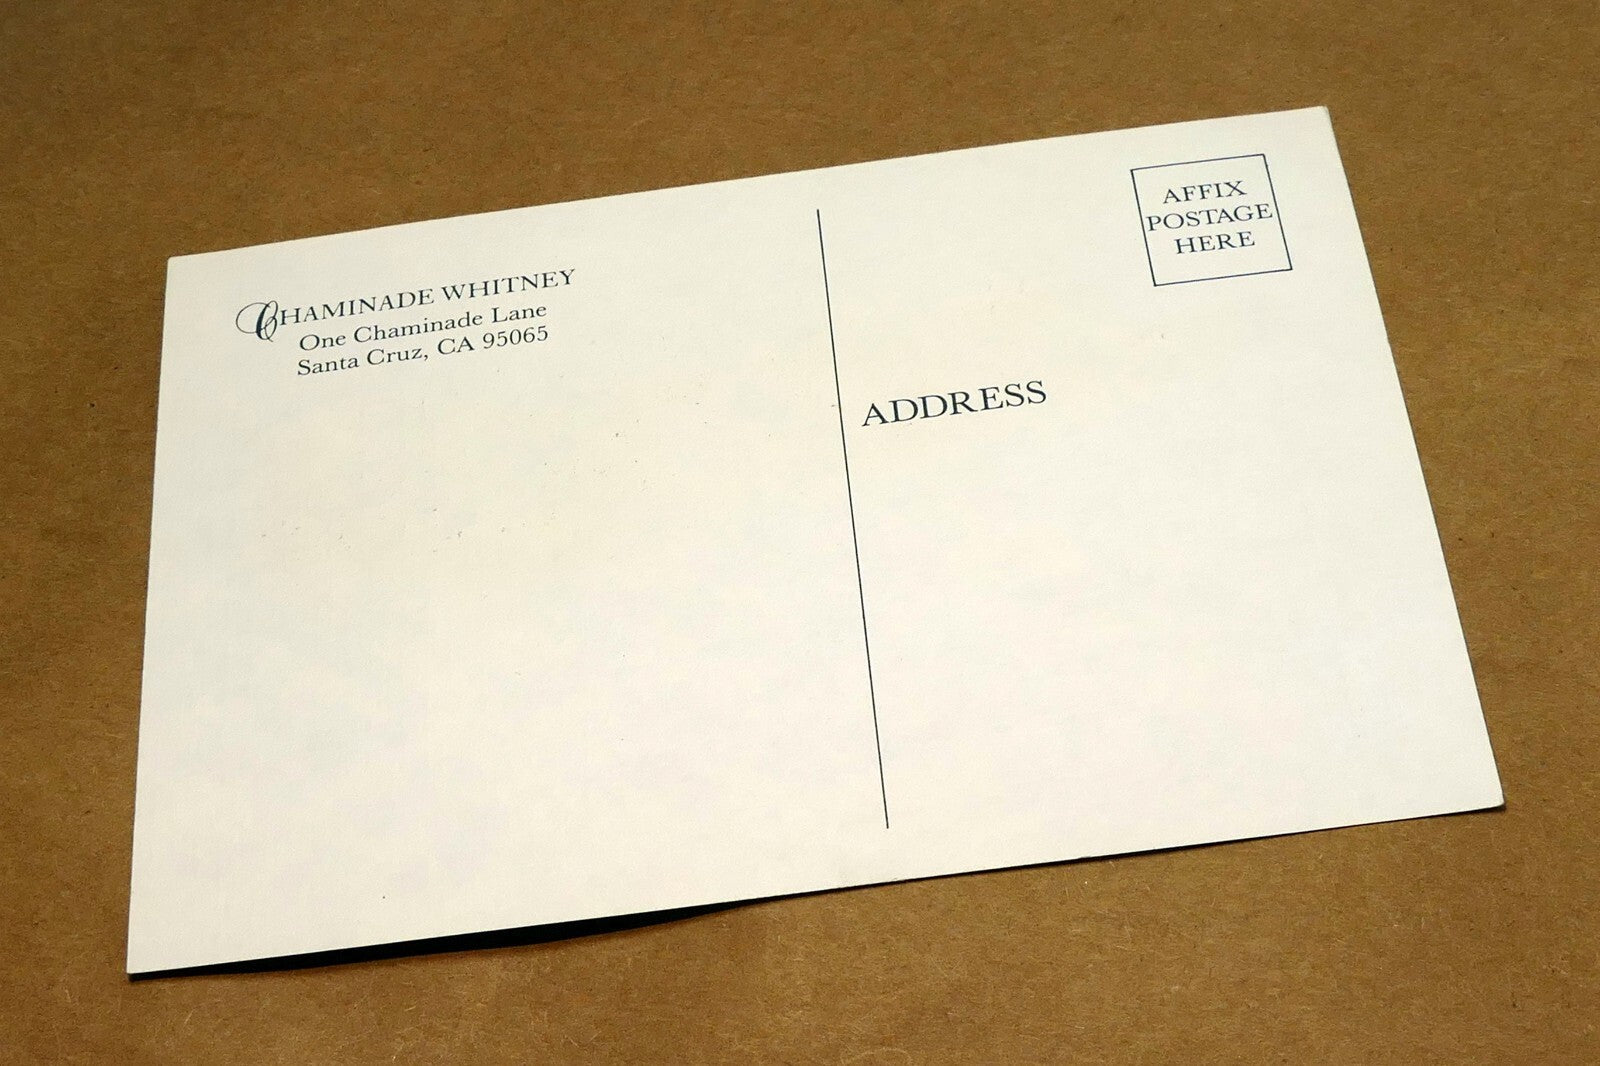 CHAMINADE WHITNEY
One Chaminade Lane
Santa Cruz, CA 95065
AFFIX
POSTAGE
HERE
ADDRESS